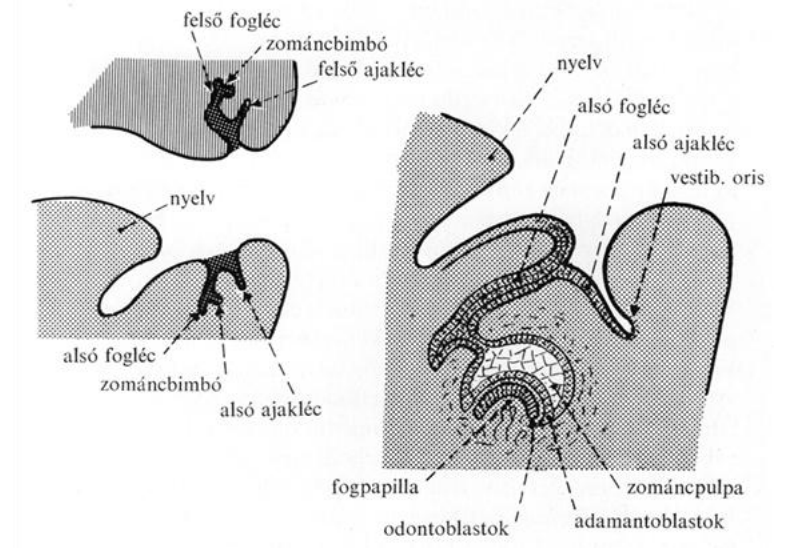 felső fogléc
zománcbimbó
felső ajakléc
nyelv
alsó fogléc
zománcbimbó
alsó ajakléc
nyelv
alsó fogléc
alsó ajakléc
vestib. oris
fogpapilla
odontoblastok
adamantoblastok
zománcpulpa